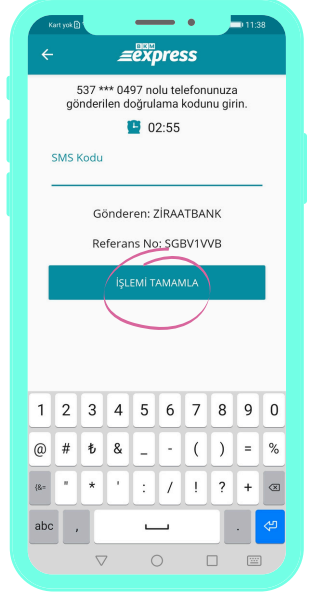 Kart yok 11:38
BKM
express
537 *** 0497 nolu telefonunuza
gönderilen doğrulama kodunu girin.
02:55
SMS Kodu
Gönderen: ZİRAATBANK
Referans No: SGBV1VVB
İŞLEMİ TAMAMLA
1 2 3 4 5 6 7 8 9 0
@ # ₺ & _ - ( ) = %
{&= " * ' : / ! ? +
abc , .